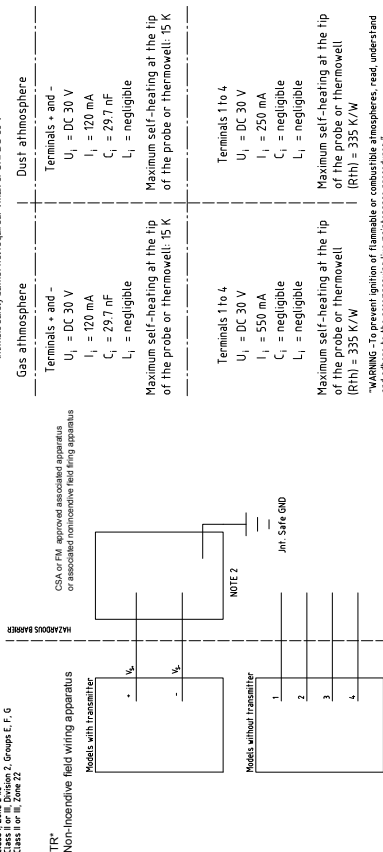 Class II or III, Division 2, Groups E, F, G
Class II or III, Zone 22
TR*
Non-Incendive field wiring apparatus
HAZARDOUS BARRIER
CSA or FM approved associated apparatus
or associated nonincendive field firing apparatus
Models with transmitter
+
Vs+
-
Vs-
NOTE 2
Jnt. Safe GND
Models without transmitter
1
2
3
4
Gas athmosphere
Dust athmosphere
Terminals + and -
Ui = DC 30 V
Ii = 120 mA
Ci = 29.7 nF
Li = negligible
Maximum self-heating at the tip
of the probe or thermowell: 15 K
Terminals + and -
Ui = DC 30 V
Ii = 120 mA
Ci = 29.7 nF
Li = negligible
Maximum self-heating at the tip
of the probe or thermowell: 15 K
Terminals 1 to 4
Ui = DC 30 V
Ii = 550 mA
Ci = negligible
Li = negligible
Maximum self-heating at the tip
of the probe or thermowell
(Rth) = 335 K/W
Terminals 1 to 4
Ui = DC 30 V
Ii = 250 mA
Ci = negligible
Li = negligible
Maximum self-heating at the tip
of the probe or thermowell
(Rth) = 335 K/W
"WARNING - To prevent ignition of flammable or combustible atmospheres, read, understand